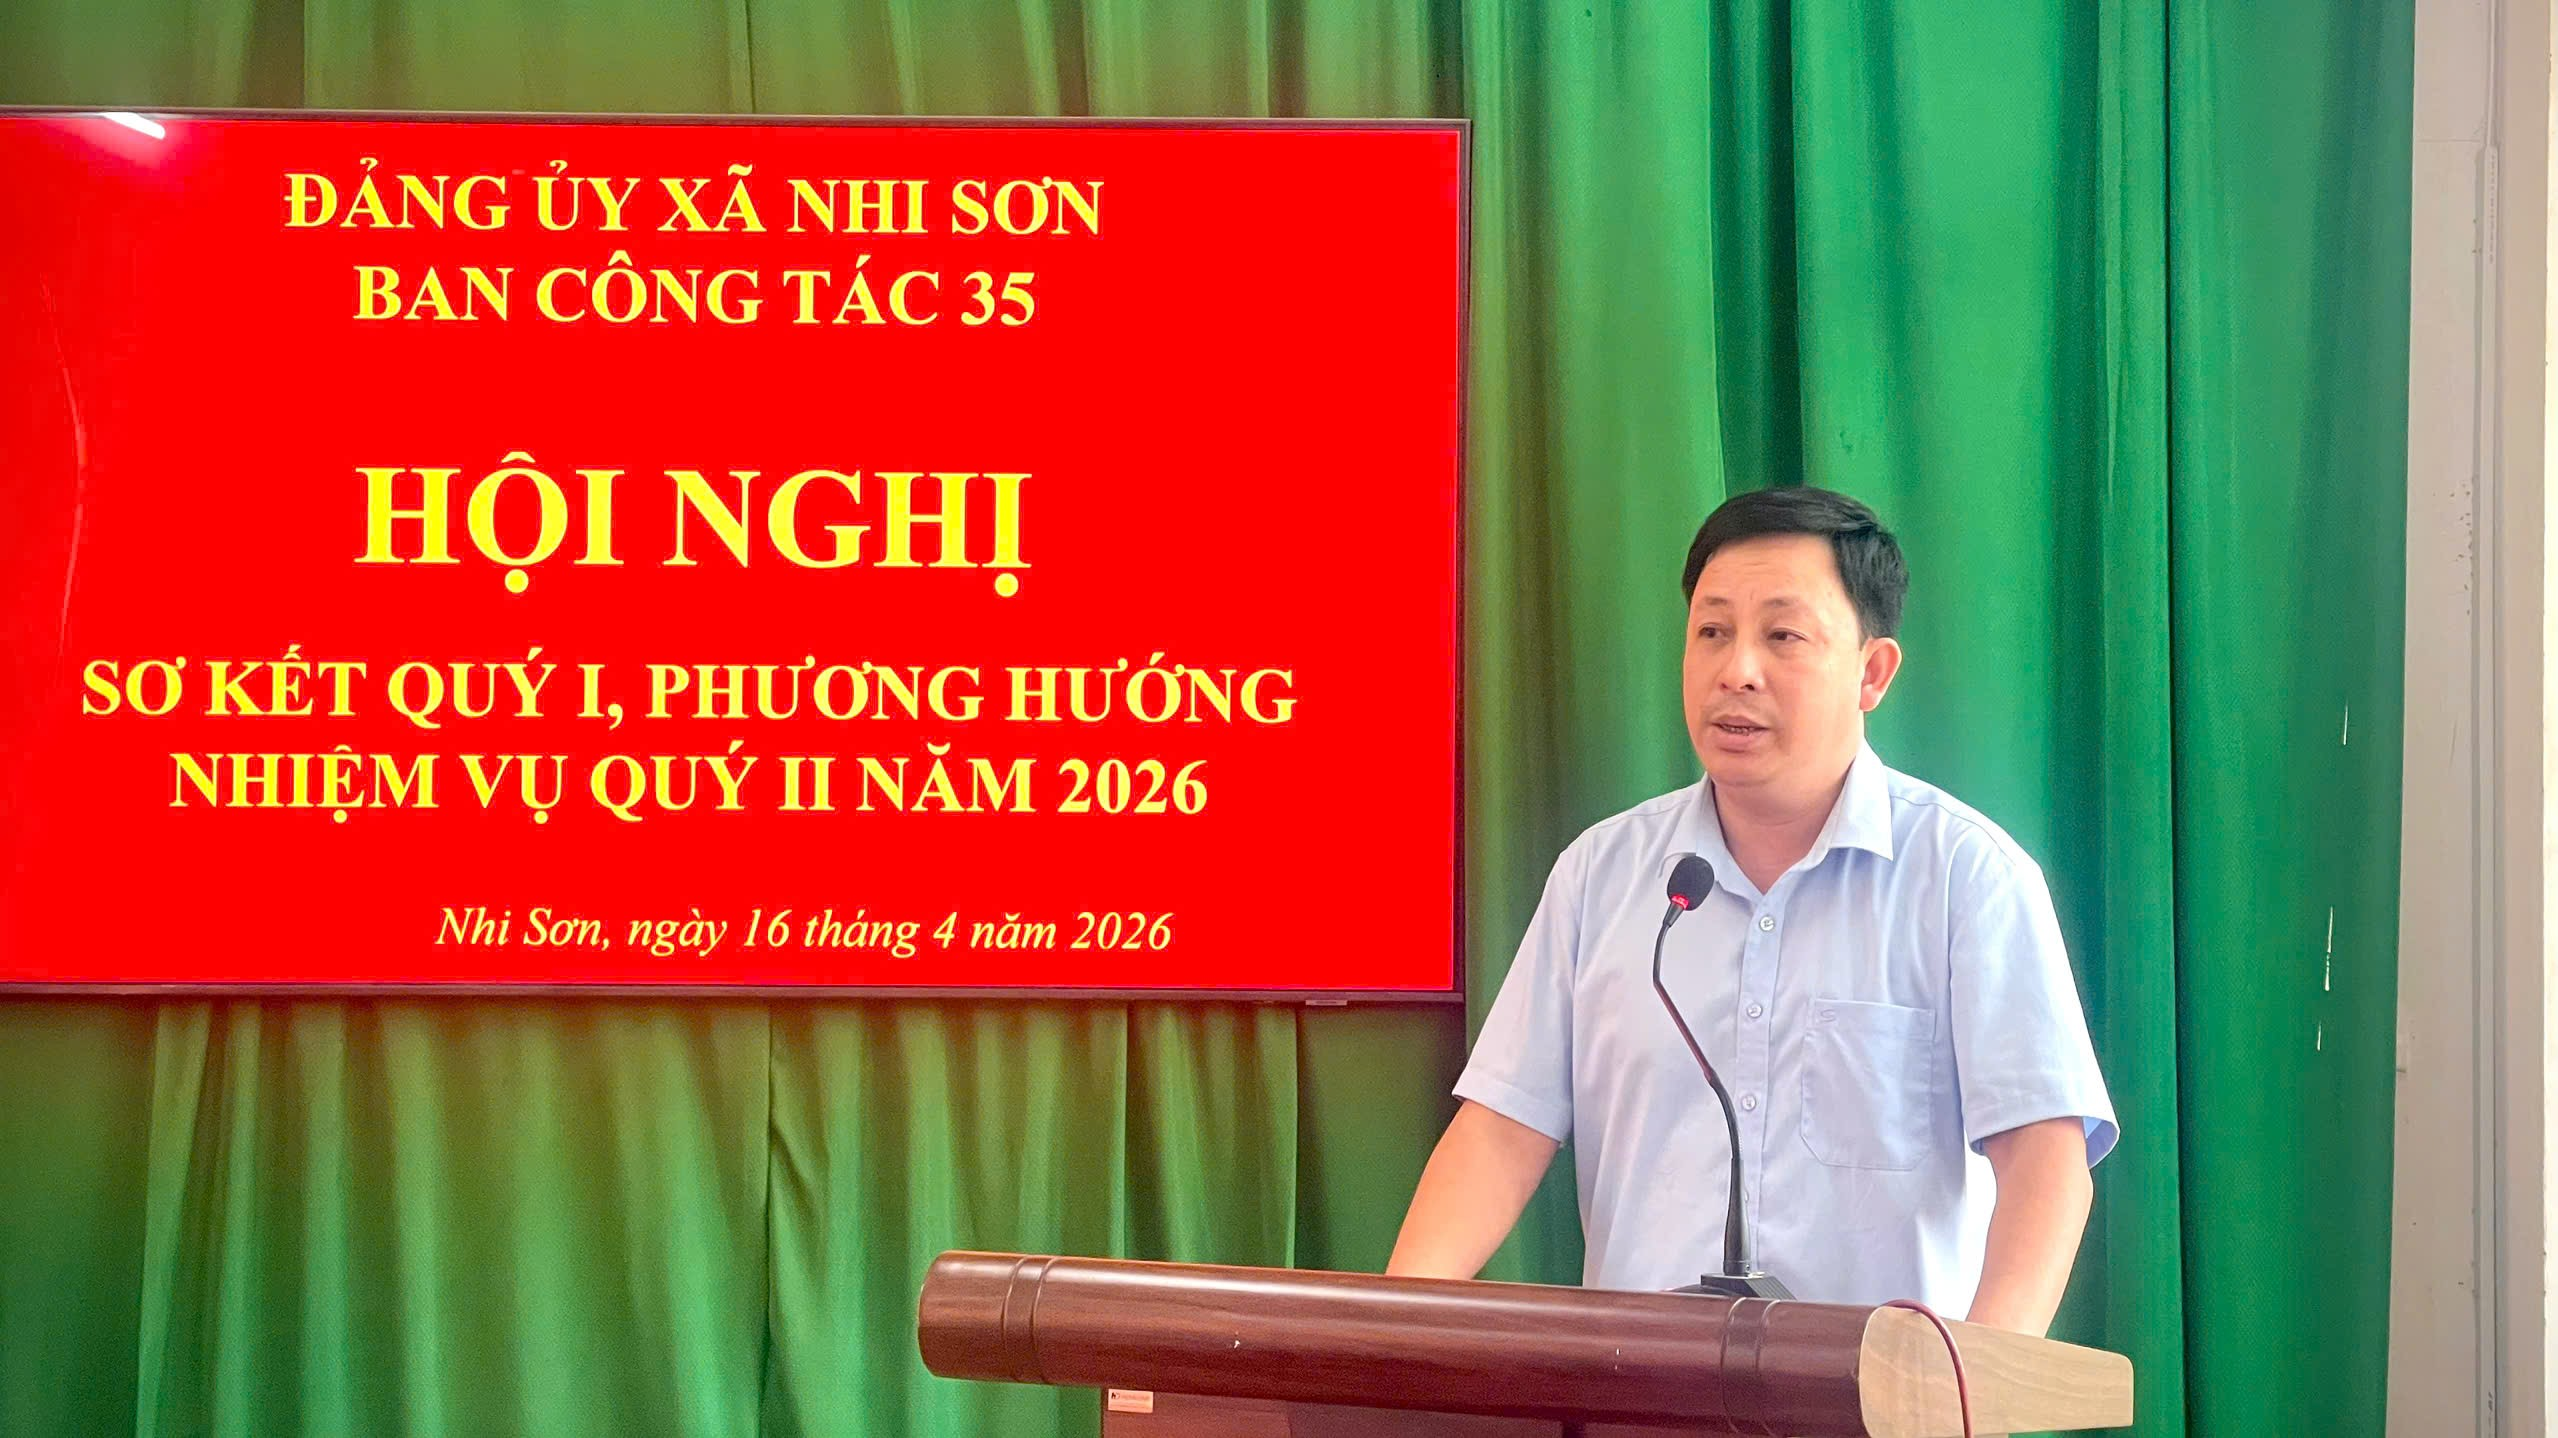 ĐẢNG ỦY XÃ NHI SƠN
BAN CÔNG TÁC 35
HỘI NGHỊ
SƠ KẾT QUÝ I, PHƯƠNG HƯỚNG
NHIỆM VỤ QUÝ II NĂM 2026
Nhi Sơn, ngày 16 tháng 4 năm 2026